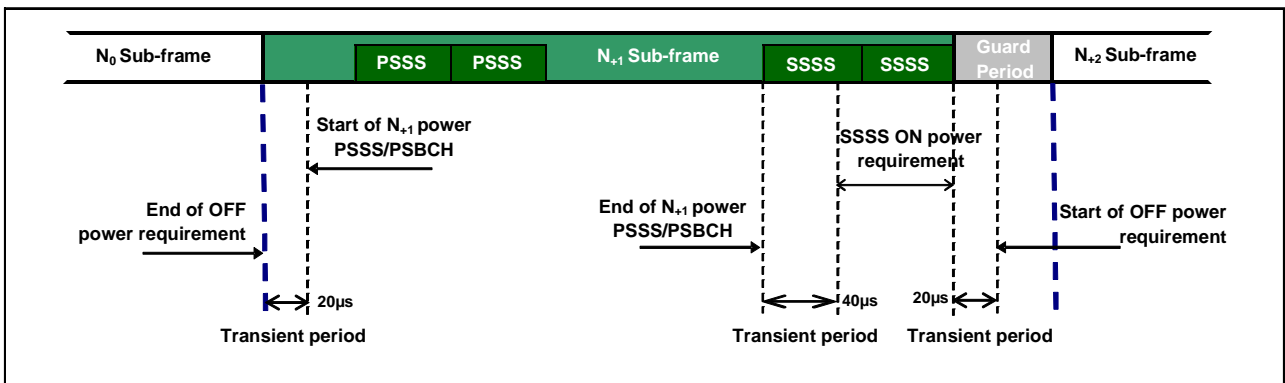 N₀ Sub-frame
PSSS
PSSS
N₊₁ Sub-frame
SSSS
SSSS
Guard
Period
N₊₂ Sub-frame
Start of N₊₁ power
PSSS/PSBCH
SSSS ON power
requirement
End of OFF
power requirement
End of N₊₁ power
PSSS/PSBCH
Start of OFF power
requirement
20µs
40µs
20µs
Transient period
Transient period
Transient period